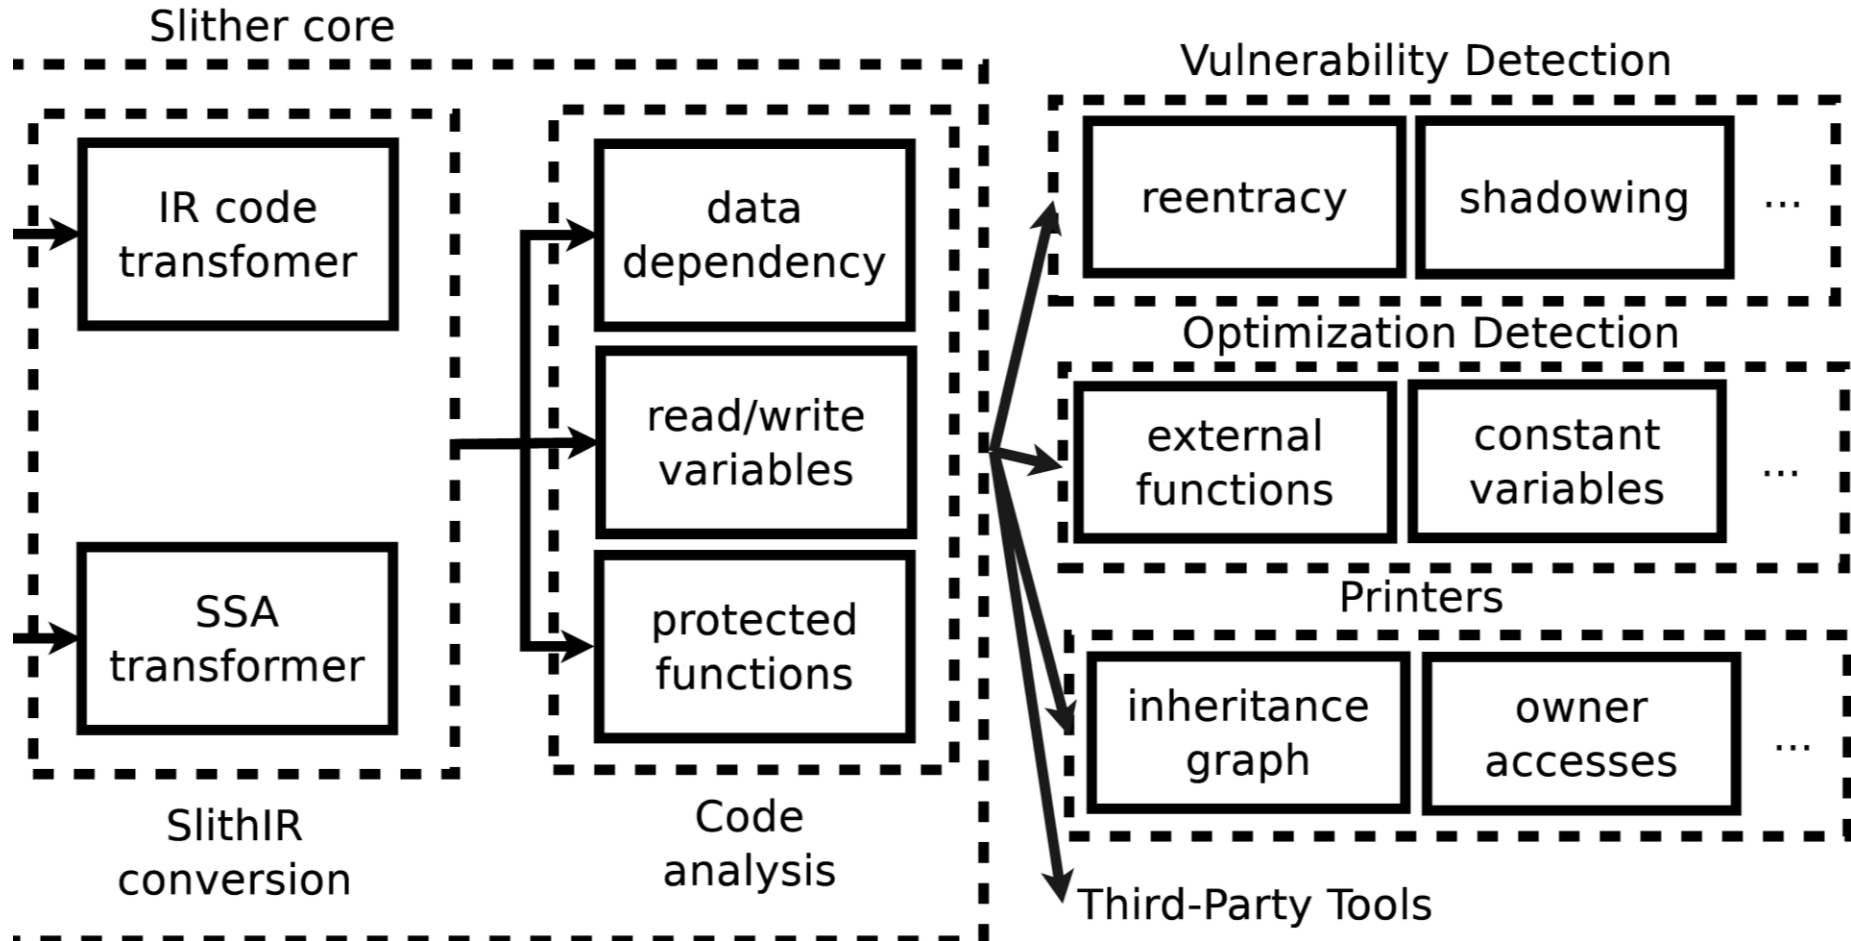 Slither core
IR code
transfomer
SSA
transformer
SlithIR
conversion
data
dependency
read/write
variables
protected
functions
Code
analysis
Vulnerability Detection
reentracy
shadowing
...
Optimization Detection
external
functions
constant
variables
...
Printers
inheritance
graph
owner
accesses
...
Third-Party Tools